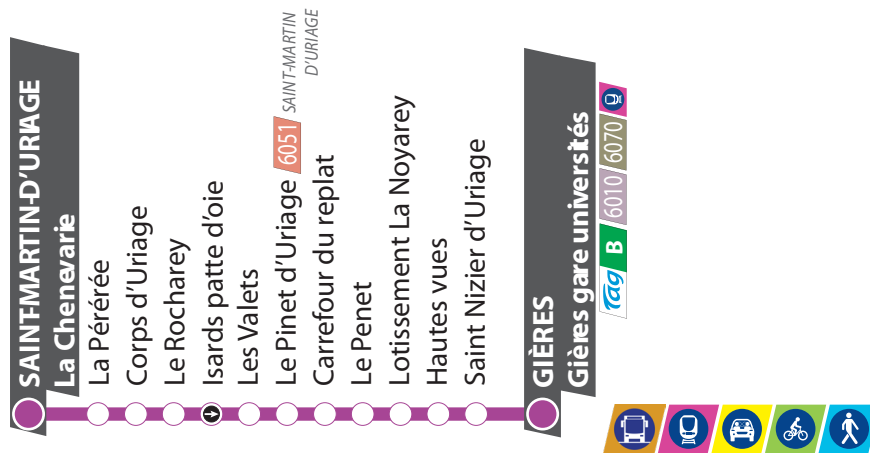 SAINT-MARTIN-D'URIAGE
La Chenevarie
La Pérérée
Corps d'Uriage
Le Rocharey
Isards patte d'oie
Les Valets
Le Pinet d'Uriage 6051 SAINT-MARTIN
D'URIAGE
Carrefour du replat
Le Penet
Lotissement La Noyarey
Hautes vues
Saint Nizier d'Uriage
GIÈRES
Gières gare universités
Tag B 6010 6070